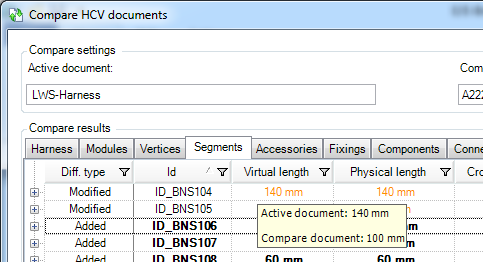 Compare HCV documents
Compare settings
Active document:
Com
LWS-Harness
A222
Compare results
Harness Modules Vertices Segments Accessories Fixings Components Conne
Diff. type Id Virtual length Physical length Cro
Modified ID_BNS104 140 mm 140 mm
Modified ID_BNS105
Added ID_BNS106
Added ID_BNS107
Added ID_BNS108 60 mm 60 mm
Active document: 140 mm
Compare document: 100 mm